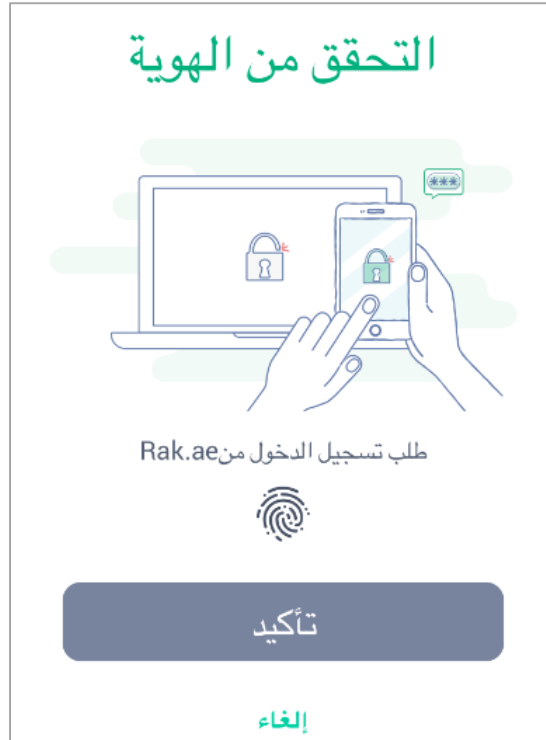 التحقق من الهوية
***
طلب تسجيل الدخول منRak.ae
تأكيد
إلغاء